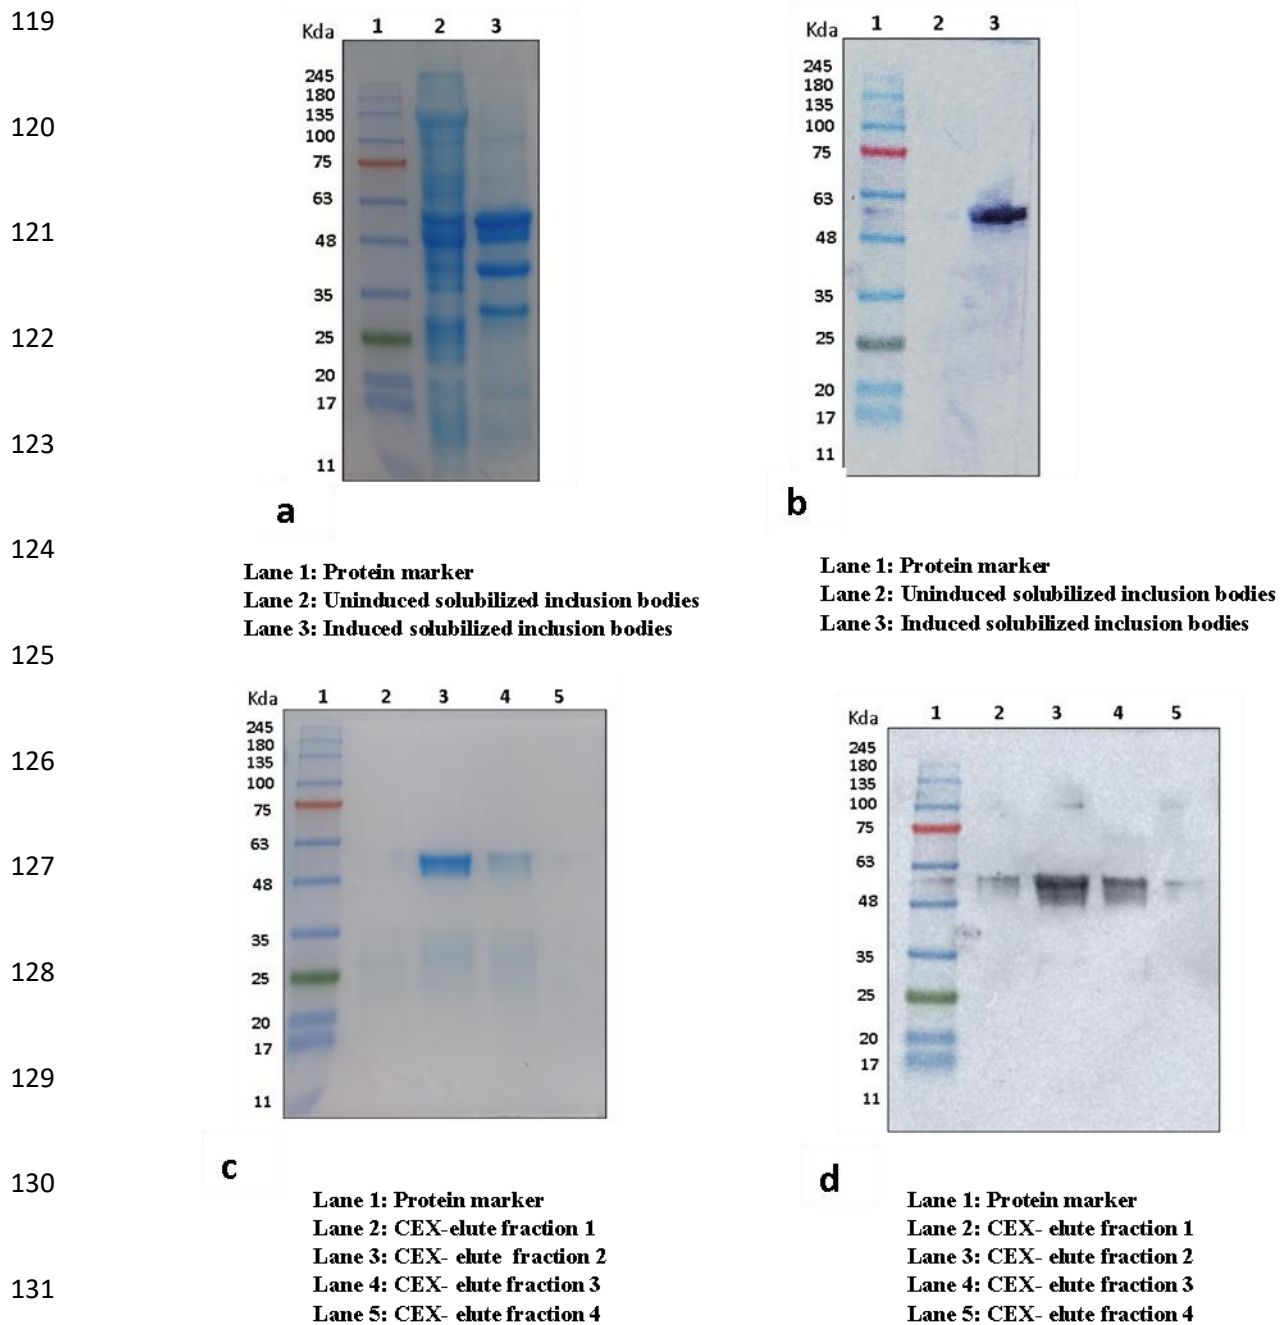 119
120
121
122
123
124
125
126
127
128
129
130
131
Kda 1 2 3
245
180
135
100
75
63
48
35
25
20
17
11
a
Lane 1: Protein marker
Lane 2: Uninduced solubilized inclusion bodies
Lane 3: Induced solubilized inclusion bodies
Kda 1 2 3
245
180
135
100
75
63
48
35
25
20
17
11
b
Lane 1: Protein marker
Lane 2: Uninduced solubilized inclusion bodies
Lane 3: Induced solubilized inclusion bodies
Kda 1 2 3 4 5
245
180
135
100
75
63
48
35
25
20
17
11
c
Lane 1: Protein marker
Lane 2: CEX-elute fraction 1
Lane 3: CEX- elute fraction 2
Lane 4: CEX- elute fraction 3
Lane 5: CEX- elute fraction 4
Kda 1 2 3 4 5
245
180
135
100
75
63
48
35
25
20
17
11
d
Lane 1: Protein marker
Lane 2: CEX- elute fraction 1
Lane 3: CEX- elute fraction 2
Lane 4: CEX- elute fraction 3
Lane 5: CEX- elute fraction 4